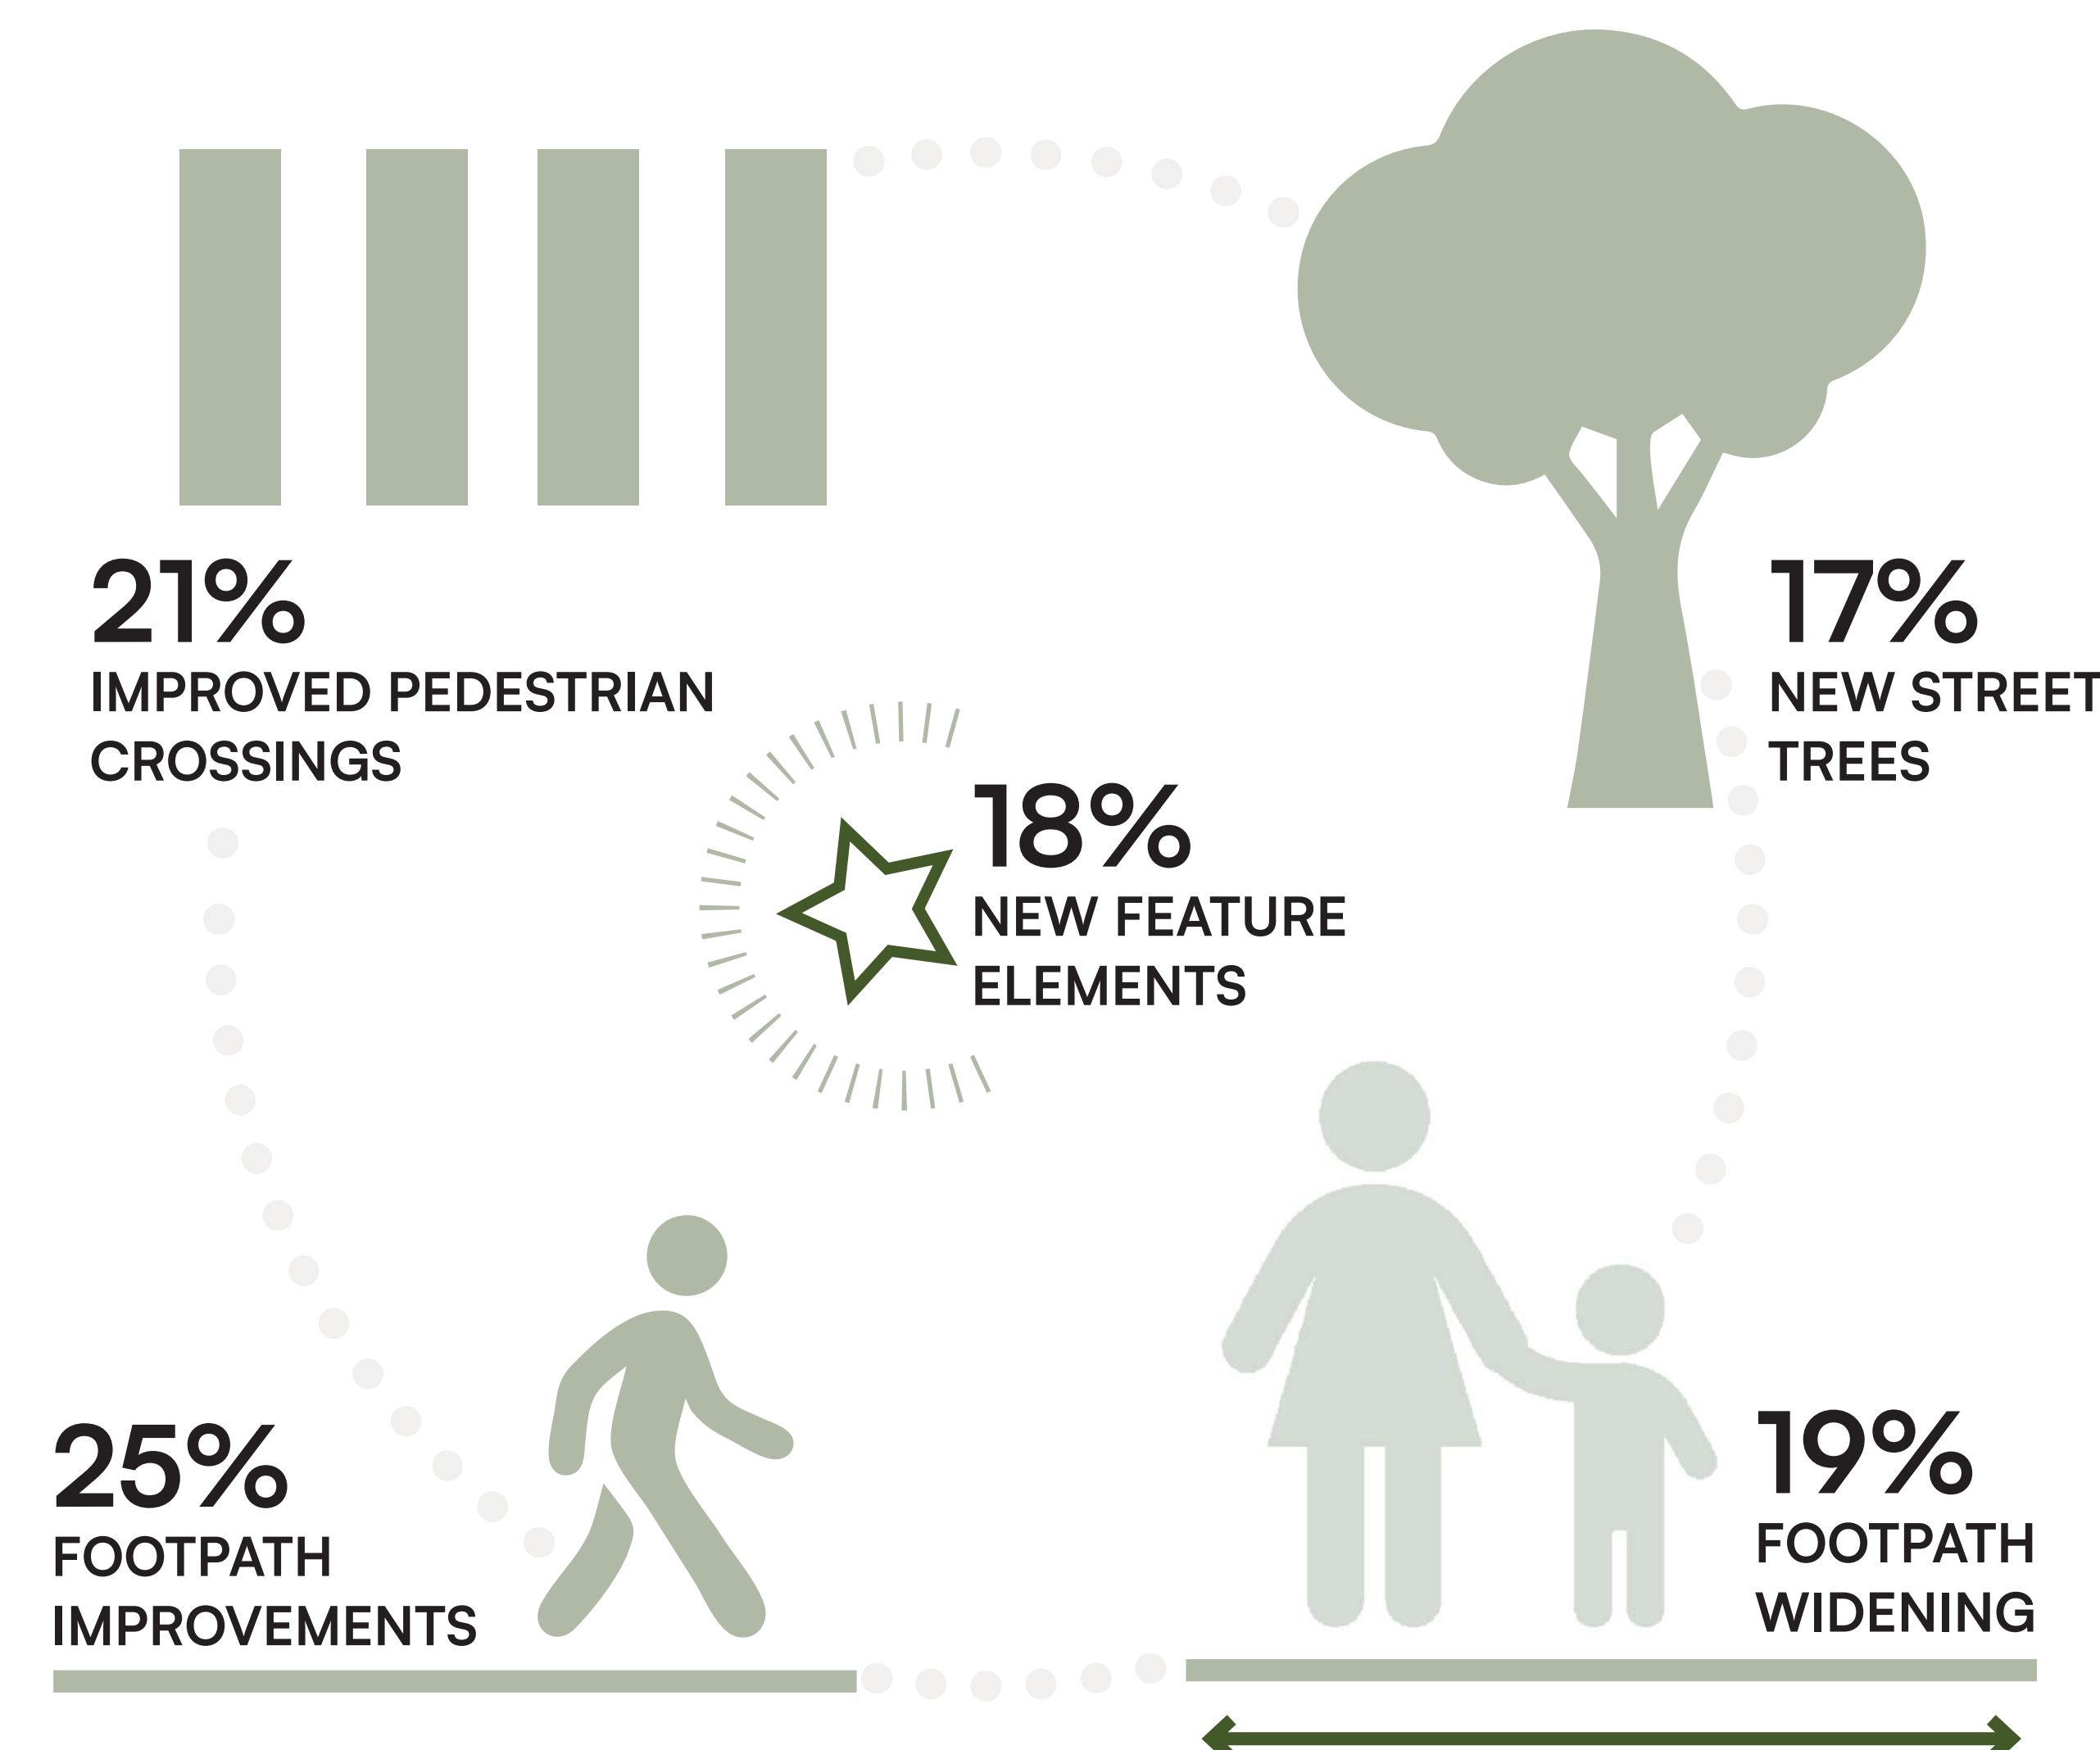 21%
IMPROVED PEDESTRIAN
CROSSINGS
17%
NEW STREET
TREES
18%
NEW FEATURE
ELEMENTS
25%
FOOTPATH
IMPROVEMENTS
19%
FOOTPATH
WIDENING